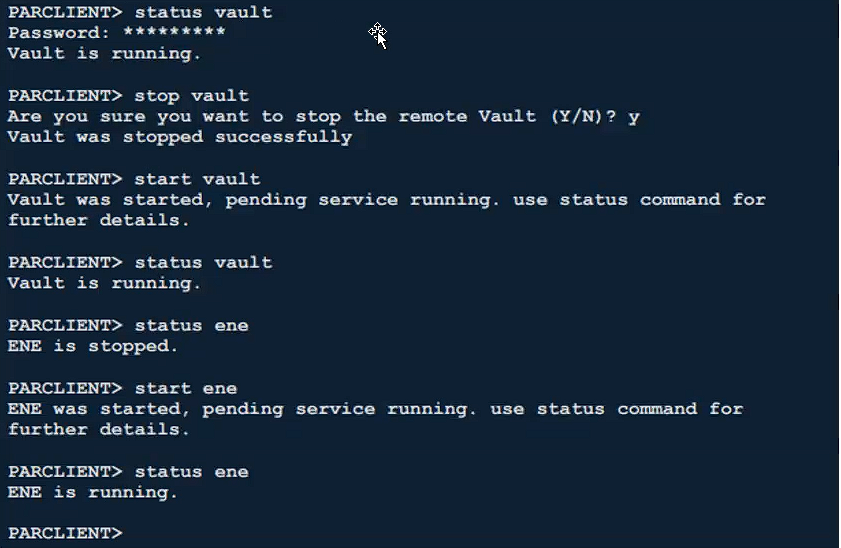 PARCLIENT> status vault
Password: *********
Vault is running.
PARCLIENT> stop vault
Are you sure you want to stop the remote Vault (Y/N)? y
Vault was stopped successfully
PARCLIENT> start vault
Vault was started, pending service running. use status command for
further details.
PARCLIENT> status vault
Vault is running.
PARCLIENT> status ene
ENE is stopped.
PARCLIENT> start ene
ENE was started, pending service running. use status command for
further details.
PARCLIENT> status ene
ENE is running.
PARCLIENT>